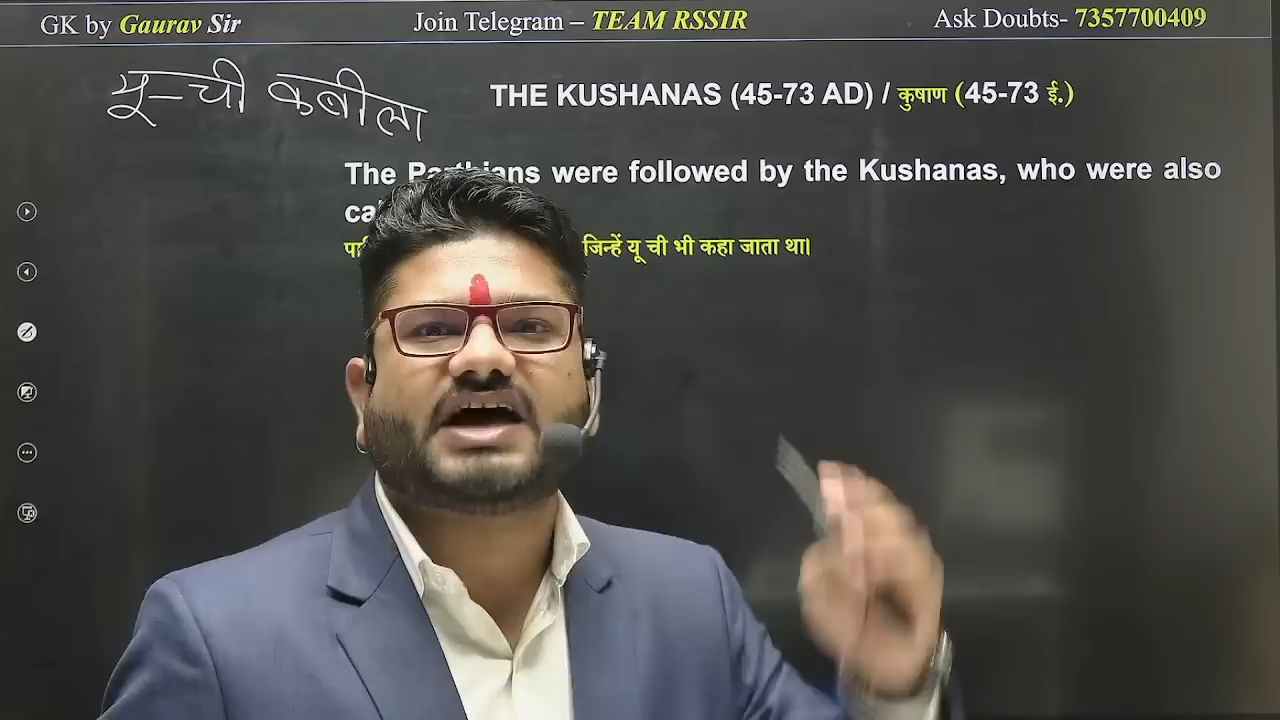 GK by Gaurav Sir Join Telegram – TEAM RSSIR Ask Doubts- 7357700409
यू-ची कबीला
THE KUSHANAS (45-73 AD) / कुषाण (45-73 ई.)
The were followed by the Kushanas, who were also
जिन्हें यू ची भी कहा जाता था।